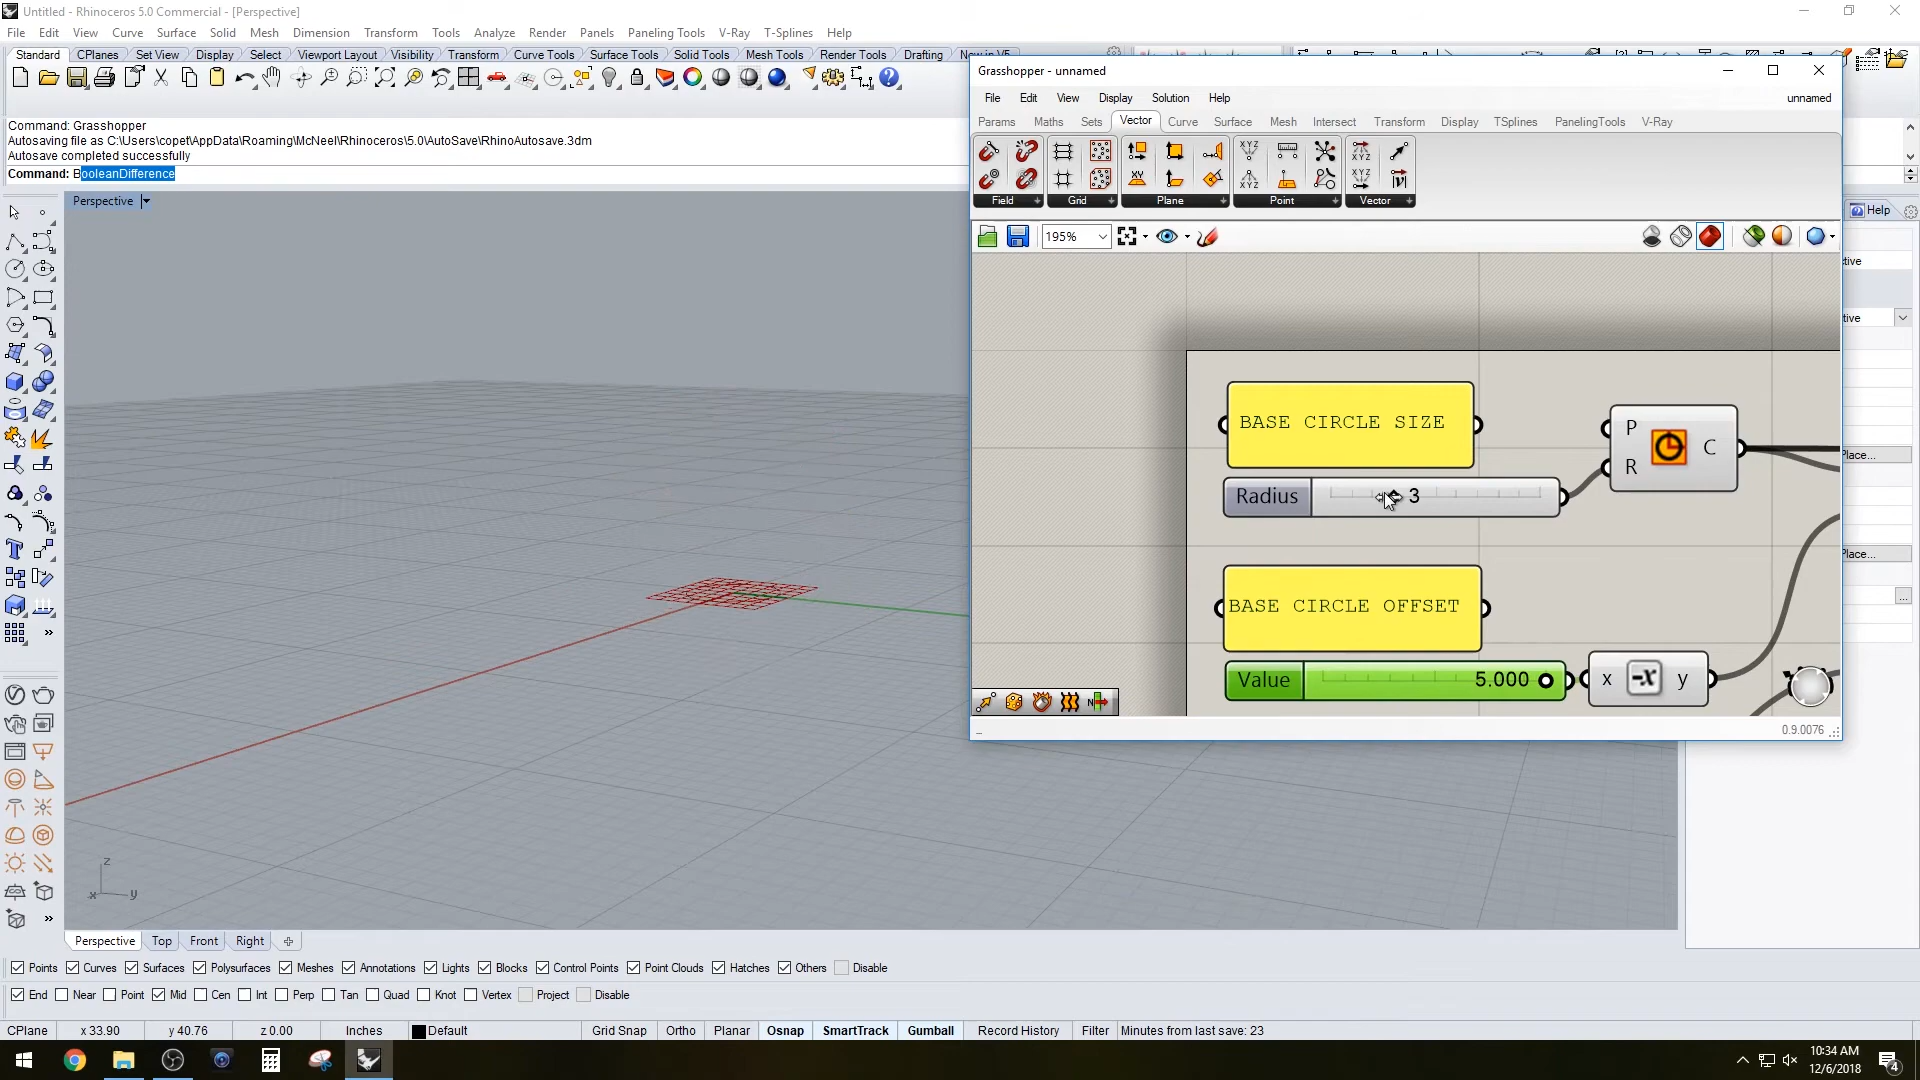 Untitled - Rhinoceros 5.0 Commercial - [Perspective]
File Edit View Curve Surface Solid Mesh Dimension Transform Tools Analyze Render Panels Paneling Tools V-Ray T-Splines Help
Standard CPlanes Set View Display Select Viewport Layout Visibility Transform Curve Tools Surface Tools Solid Tools Mesh Tools Render Tools Drafting New in V5
Command: Grasshopper
Autosaving file as C:\Users\copet\AppData\Roaming\McNeel\Rhinoceros\5.0\AutoSave\RhinoAutosave.3dm
Autosave completed successfully
Command: BooleanDifference
Perspective
Grasshopper - unnamed
File Edit View Display Solution Help unnamed
Params Maths Sets Vector Curve Surface Mesh Intersect Transform Display TSplines PanelingTools V-Ray
XYZ XYZ
XY XYZ XYZ
Field Grid Plane Point Vector
195%
Help
BASE CIRCLE SIZE
Radius 3
P
R
C
BASE CIRCLE OFFSET
Value 5.000
x -x y
0.9.0076
Place...
Place...
...
z
x y
Perspective Top Front Right
Points Curves Surfaces Polysurfaces Meshes Annotations Lights Blocks Control Points Point Clouds Hatches Others Disable
End Near Point Mid Cen Int Perp Tan Quad Knot Vertex Project Disable
CPlane x 33.90 y 40.76 z 0.00 Inches Default Grid Snap Ortho Planar Osnap SmartTrack Gumball Record History Filter Minutes from last save: 23
10:34 AM
12/6/2018
4